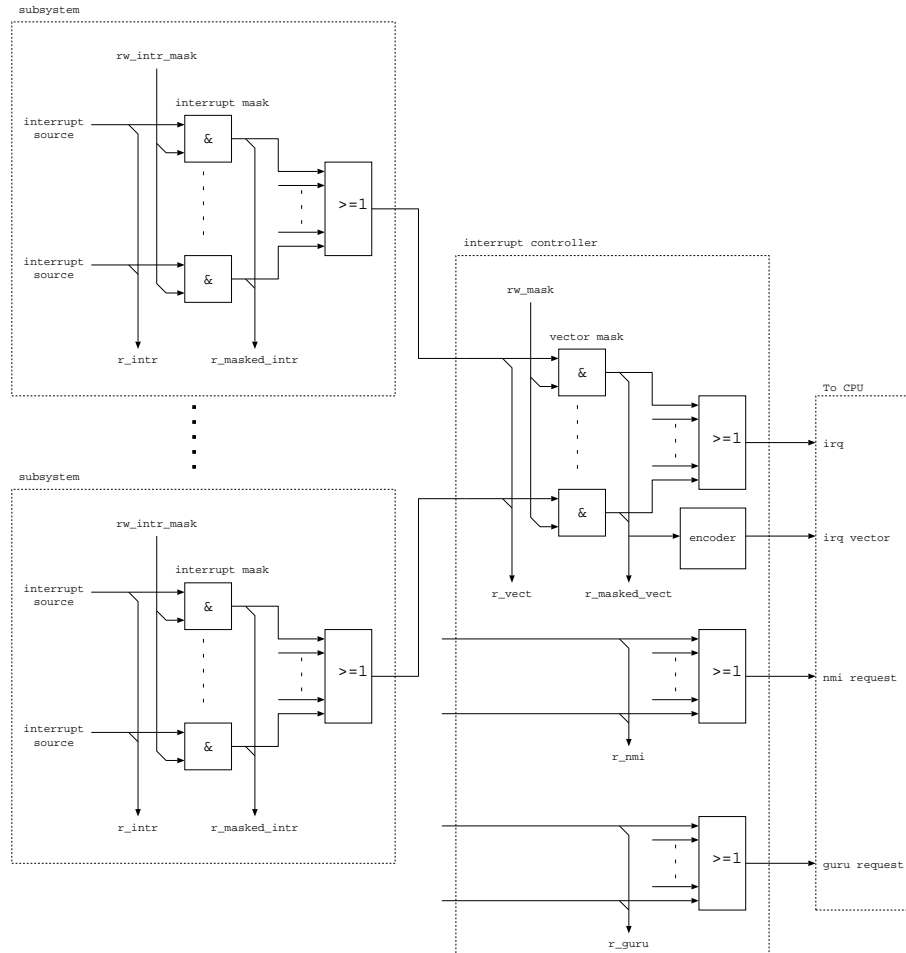 subsystem
rw_intr_mask
interrupt mask
interrupt
source
&
>=1
interrupt
source
&
r_intr
r_masked_intr
interrupt controller
rw_mask
vector mask
&
To CPU
>=1
irq
subsystem
&
rw_intr_mask
encoder
irq vector
interrupt mask
interrupt
source
&
r_vect
r_masked_vect
>=1
>=1
nmi request
interrupt
source
&
r_nmi
r_intr
r_masked_intr
>=1
guru request
r_guru